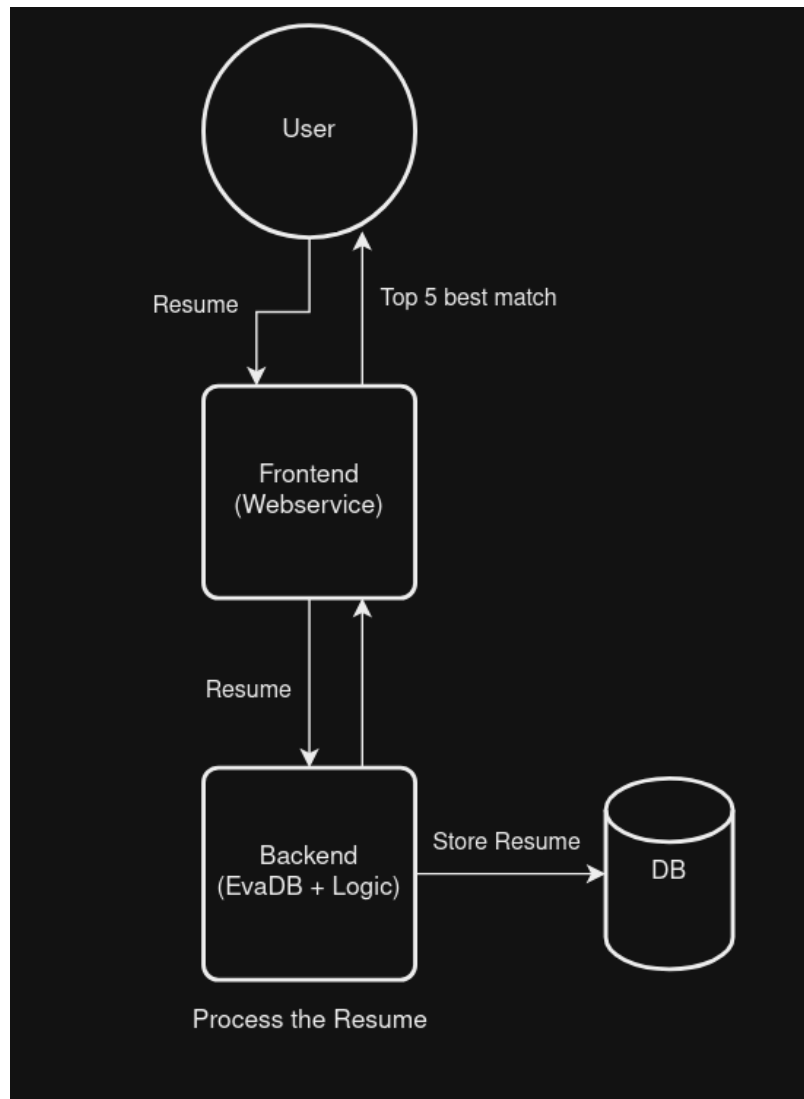 User
Resume
Top 5 best match
Frontend
(Webservice)
Resume
Backend
(EvaDB + Logic)
Store Resume
DB
Process the Resume